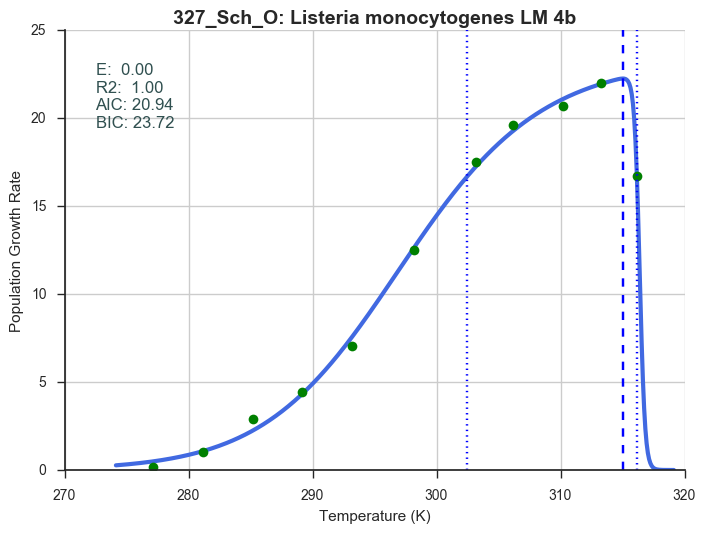 327_Sch_O: Listeria monocytogenes LM 4b
E: 0.00
R2: 1.00
AIC: 20.94
BIC: 23.72
Population Growth Rate
25
20
15
10
5
0
270 280 290 300 310 320
Temperature (K)